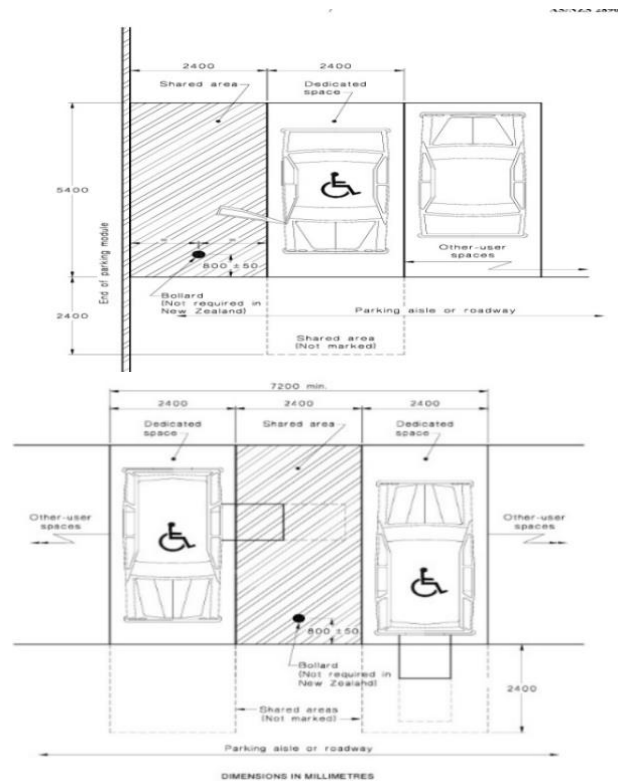 2400
2400
Shared area
Dedicated
space
5400
End of parking module
=
=
800 ±50
Other-user
spaces
Bollard
(Not required in
New Zealand)
2400
Parking aisle or roadway
Shared area
(Not marked)
7200 min.
2400
2400
2400
Dedicated
space
Shared area
Dedicated
space
Other-user
spaces
Other-user
spaces
800 ±50
Bollard
(Not required in
New Zealand)
2400
Shared areas
(Not marked)
Parking aisle or roadway
DIMENSIONS IN MILLIMETRES